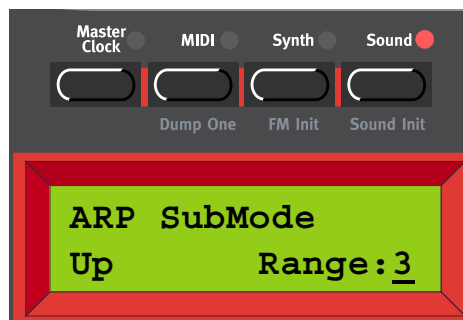 Master
Clock
MIDI
Synth
Sound
Dump One
FM Init
Sound Init
ARP SubMode
Up Range:3